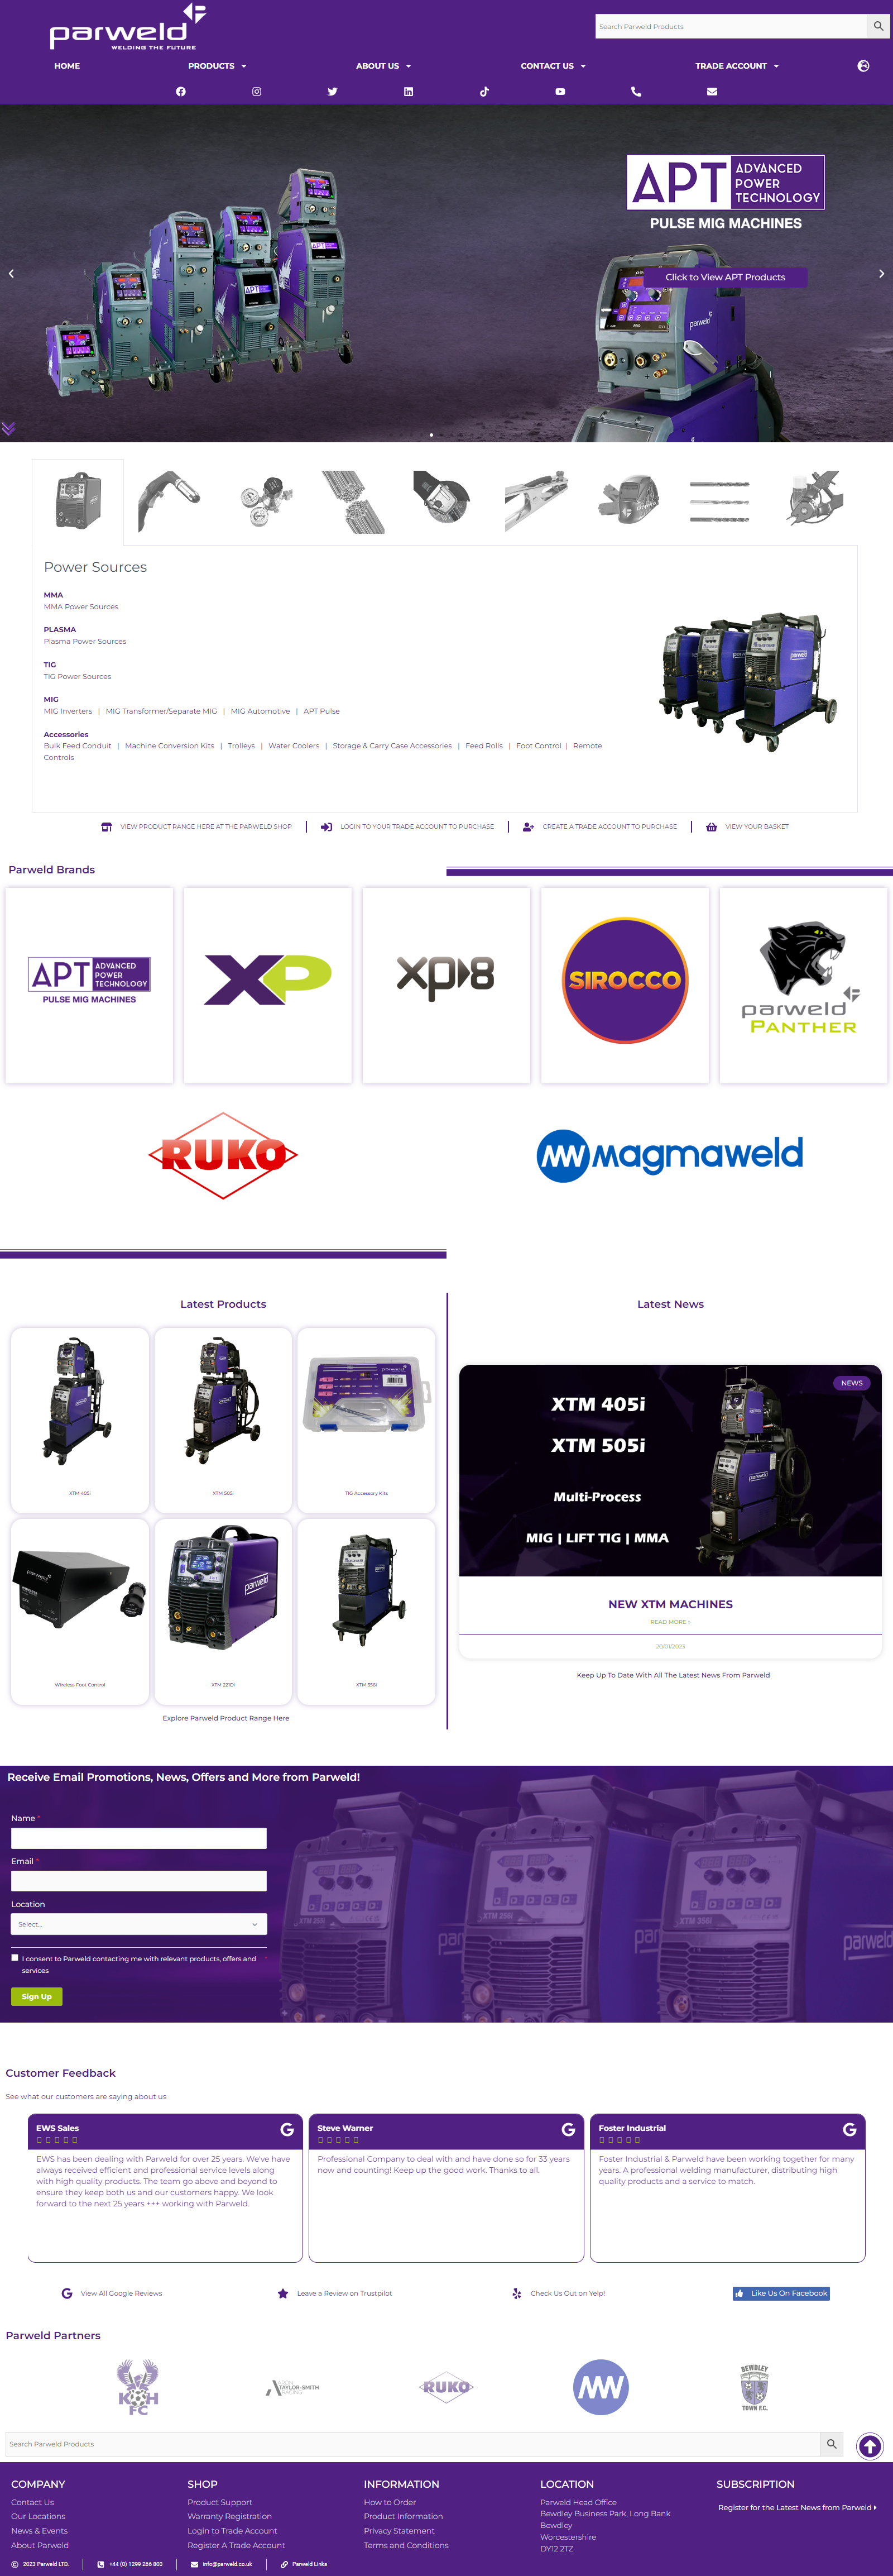 parweld
WELDING THE FUTURE
Search Parweld Products
HOME
PRODUCTS
ABOUT US
CONTACT US
TRADE ACCOUNT
APT ADVANCED POWER TECHNOLOGY
PULSE MIG MACHINES
Click to View APT Products
Power Sources
MMA
MMA Power Sources
PLASMA
Plasma Power Sources
TIG
TIG Power Sources
MIG
MIG Inverters | MIG Transformer/Separate MIG | MIG Automotive | APT Pulse
Accessories
Bulk Feed Conduit | Machine Conversion Kits | Trolleys | Water Coolers | Storage & Carry Case Accessories | Feed Rolls | Foot Control | Remote
Controls
VIEW PRODUCT RANGE HERE AT THE PARWELD SHOP
LOGIN TO YOUR TRADE ACCOUNT TO PURCHASE
CREATE A TRADE ACCOUNT TO PURCHASE
VIEW YOUR BASKET
Parweld Brands
APT ADVANCED POWER TECHNOLOGY
PULSE MIG MACHINES
XP
xp8
SIROCCO
parweld
PANTHER
RUKO
magmaweld
Latest Products
Latest News
XTM 405i
XTM 505i
TIG Accessory Kits
Wireless Foot Control
XTM 221Di
XTM 356i
Explore Parweld Product Range Here
NEWS
XTM 405i
XTM 505i
Multi-Process
MIG | LIFT TIG | MMA
NEW XTM MACHINES
READ MORE »
20/01/2023
Keep Up To Date With All The Latest News From Parweld
Receive Email Promotions, News, Offers and More from Parweld!
Name *
Email *
Location
Select...
I consent to Parweld contacting me with relevant products, offers and
services
Sign Up
Customer Feedback
See what our customers are saying about us
EWS Sales
EWS has been dealing with Parweld for over 25 years. We've have
always received efficient and professional service levels along
with high quality products. The team go above and beyond to
ensure they keep both us and our customers happy. We look
forward to the next 25 years +++ working with Parweld.
Steve Warner
Professional Company to deal with and have done so for 33 years
now and counting! Keep up the good work. Thanks to all.
Foster Industrial
Foster Industrial & Parweld have been working together for many
years. A professional welding manufacturer, distributing high
quality products and a service to match.
View All Google Reviews
Leave a Review on Trustpilot
Check Us Out on Yelp!
Like Us On Facebook
Parweld Partners
KH
FC
TAYLOR-SMITH
RACING
RUKO
BEWDLEY
TOWN F.C.
Search Parweld Products
COMPANY
Contact Us
Our Locations
News & Events
About Parweld
SHOP
Product Support
Warranty Registration
Login to Trade Account
Register A Trade Account
INFORMATION
How to Order
Product Information
Privacy Statement
Terms and Conditions
LOCATION
Parweld Head Office
Bewdley Business Park, Long Bank
Bewdley
Worcestershire
DY12 2TZ
SUBSCRIPTION
Register for the Latest News from Parweld
2023 Parweld LTD.
+44 (0) 1299 266 800
info@parweld.co.uk
Parweld Links